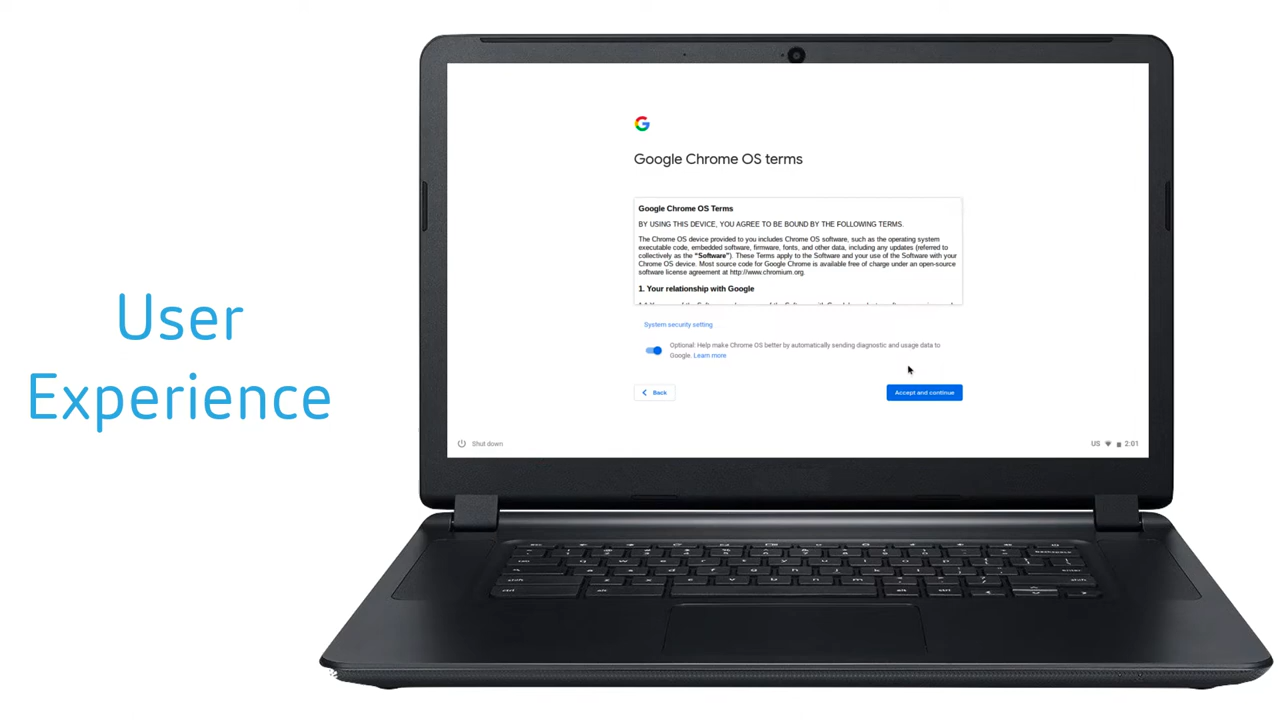 User
Experience
Google Chrome OS terms
Google Chrome OS Terms
BY USING THIS DEVICE, YOU AGREE TO BE BOUND BY THE FOLLOWING TERMS.
The Chrome OS device provided to you includes Chrome OS software, such as the operating system
executable code, embedded software, firmware, fonts, and other data, including any updates (referred to
collectively as the “Software”). These Terms apply to the Software and your use of the Software with your
Chrome OS device. Most source code for Google Chrome is available free of charge under an open-source
software license agreement at http://www.chromium.org.
1. Your relationship with Google
System security setting
Optional: Help make Chrome OS better by automatically sending diagnostic and usage data to
Google. Learn more
Back
Accept and continue
Shut down
US 2:01